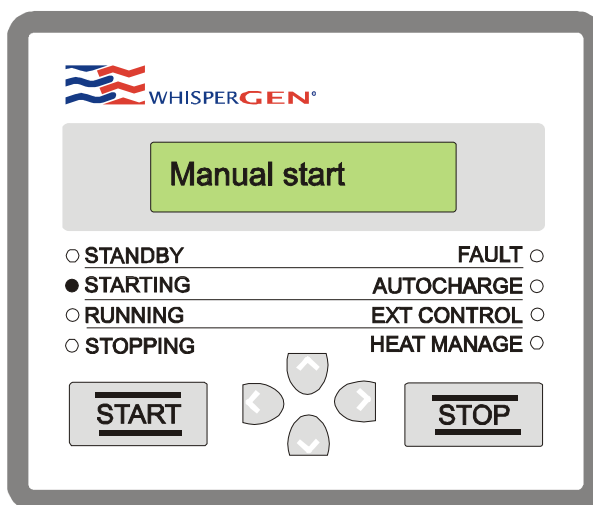 WHISPERGEN®
Manual start
STANDBY
STARTING
RUNNING
STOPPING
FAULT
AUTOCHARGE
EXT CONTROL
HEAT MANAGE
START
STOP